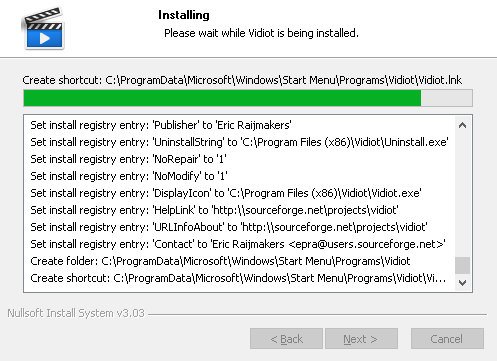 Installing
Please wait while Vidiot is being installed.
Create shortcut: C:\ProgramData\Microsoft\Windows\Start Menu\Programs\Vidiot\Vidiot.lnk
Set install registry entry: 'Publisher' to 'Eric Raijmakers'
Set install registry entry: 'UninstallString' to 'C:\Program Files (x86)\Vidiot\Uninstall.exe'
Set install registry entry: 'NoRepair' to '1'
Set install registry entry: 'NoModify' to '1'
Set install registry entry: 'DisplayIcon' to 'C:\Program Files (x86)\Vidiot\Vidiot.exe'
Set install registry entry: 'HelpLink' to 'http:\\sourceforge.net\projects\vidiot'
Set install registry entry: 'URLInfoAbout' to 'http:\\sourceforge.net\projects\vidiot'
Set install registry entry: 'Contact' to 'Eric Raijmakers <epra@users.sourceforge.net>'
Create folder: C:\ProgramData\Microsoft\Windows\Start Menu\Programs\Vidiot
Create shortcut: C:\ProgramData\Microsoft\Windows\Start Menu\Programs\Vidiot\Vi...
Nullsoft Install System v3.03
< Back
Next >
Cancel